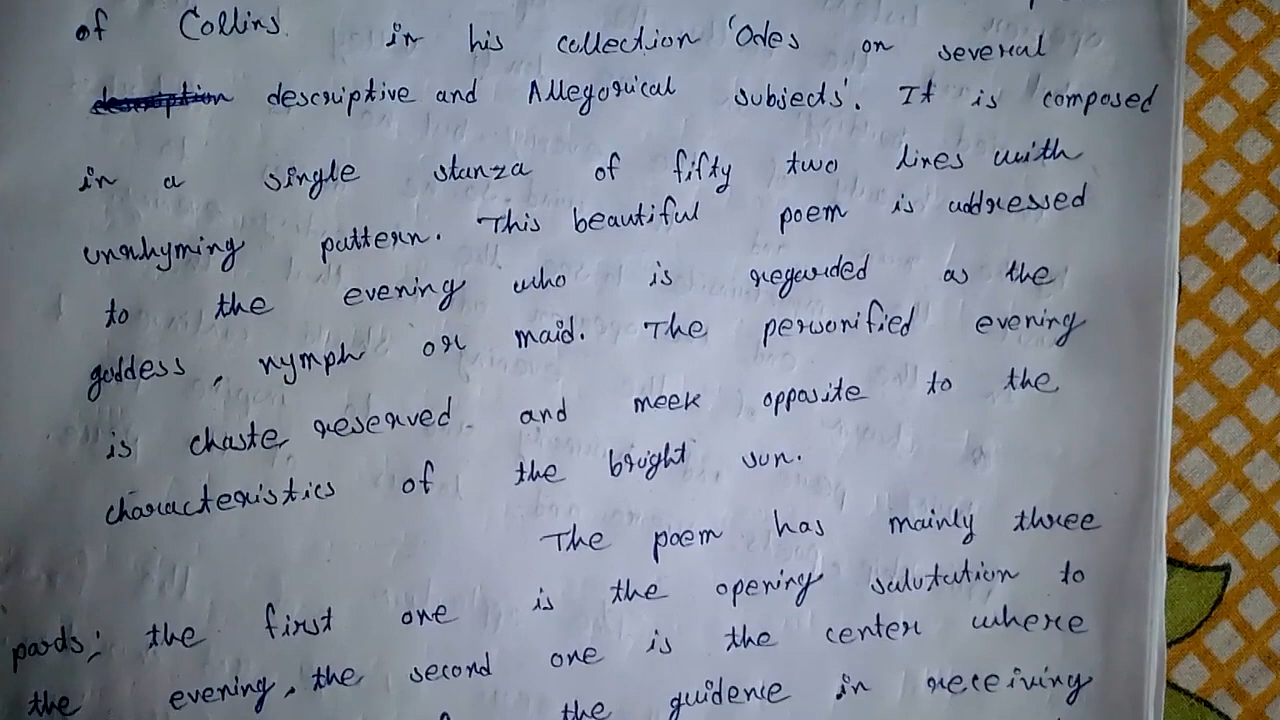 of Collins. in his collection 'Odes on several
descriptive and Allegorical subjects'. It is composed
in a single stanza of fifty two lines with
unrhyming pattern. This beautiful poem is addressed
to the evening who is regarded as the
goddess, nymph or maid. The personified evening
is chaste, reserved and meek opposite to the
characteristics of the bright sun.
The poem has mainly three
parts; the first one is the opening salutation to
the evening, the second one is the center where
the guidence in receiving